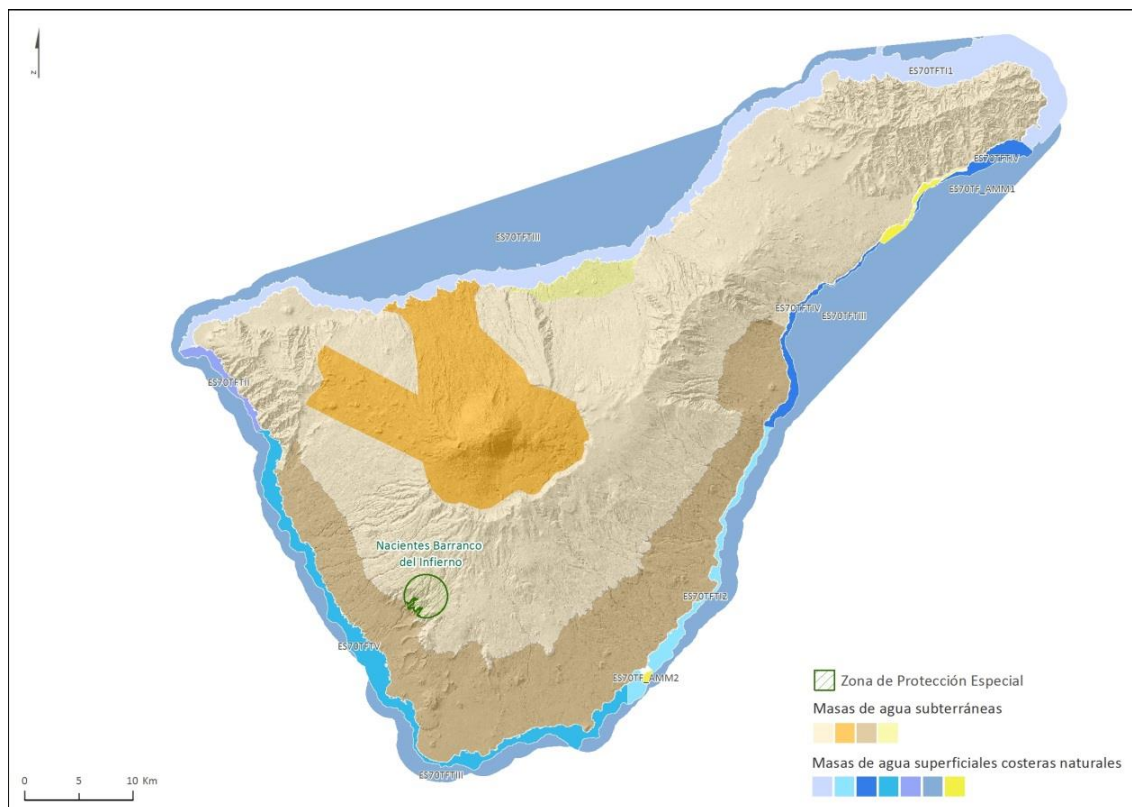 z
ES70TFTI1
ES70TFTIV
ES70TF_AMM1
ES70TFTIII
ES70TFTIV
ES70TFTIII
ES70TFTII
Nacientes Barranco
del Infierno
ES70TFTI2
ES70TFTV
ES70TF_AMM2
ES70TFTIII
Zona de Protección Especial
Masas de agua subterráneas
Masas de agua superficiales costeras naturales
0 5 10 Km